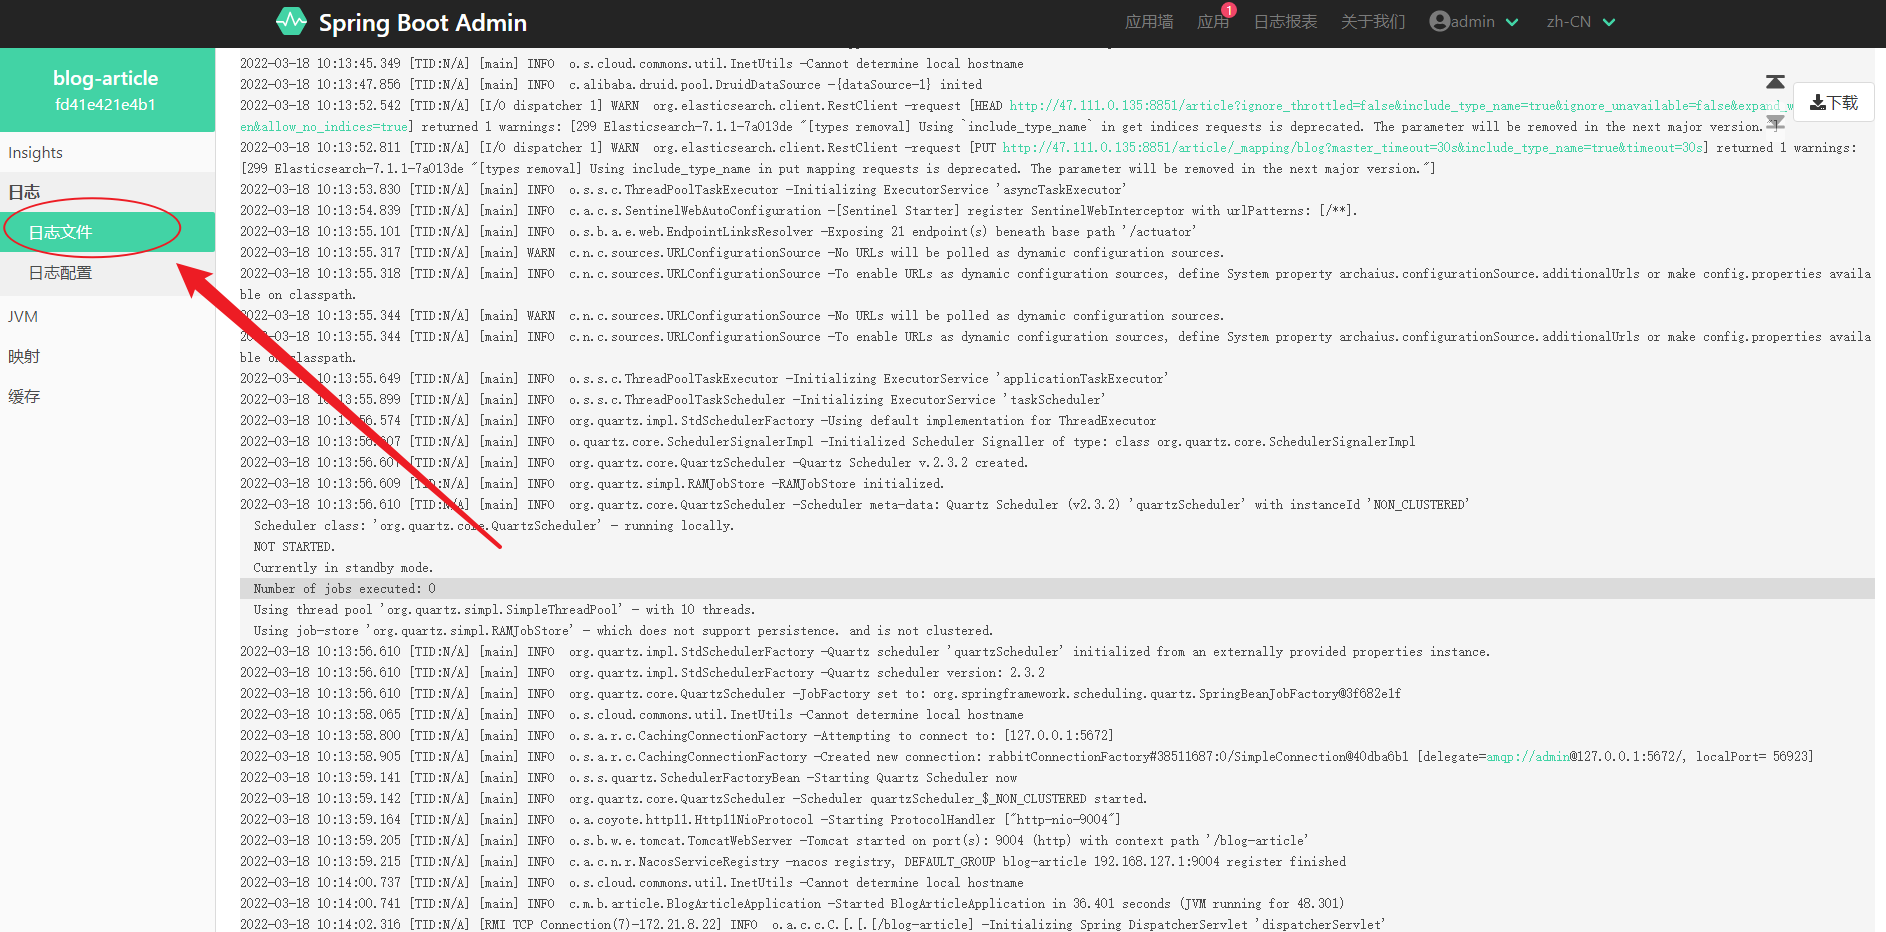 Spring Boot Admin
应用墙 应用 1 日志报表 关于我们 admin zh-CN
blog-article
fd41e421e4b1
Insights
日志
日志文件
日志配置
JVM
映射
缓存
下载
2022-03-18 10:13:45.349 [TID:N/A] [main] INFO  o.s.cloud.commons.util.InetUtils -Cannot determine local hostname
2022-03-18 10:13:47.856 [TID:N/A] [main] INFO  c.alibaba.druid.pool.DruidDataSource -{dataSource-1} inited
2022-03-18 10:13:52.542 [TID:N/A] [I/O dispatcher 1] WARN  org.elasticsearch.client.RestClient -request [HEAD http://47.111.0.135:8851/article?ignore_throttled=false&include_type_name=true&ignore_unavailable=false&expand_w
en&allow_no_indices=true] returned 1 warnings: [299 Elasticsearch-7.1.1-7a013de "[types removal] Using `include_type_name` in get indices requests is deprecated. The parameter will be removed in the next major version."]
2022-03-18 10:13:52.811 [TID:N/A] [I/O dispatcher 1] WARN  org.elasticsearch.client.RestClient -request [PUT http://47.111.0.135:8851/article/_mapping/blog?master_timeout=30s&include_type_name=true&timeout=30s] returned 1 warnings:
[299 Elasticsearch-7.1.1-7a013de "[types removal] Using include_type_name in put mapping requests is deprecated. The parameter will be removed in the next major version."]
2022-03-18 10:13:53.830 [TID:N/A] [main] INFO  o.s.s.c.ThreadPoolTaskExecutor -Initializing ExecutorService 'asyncTaskExecutor'
2022-03-18 10:13:54.839 [TID:N/A] [main] INFO  c.a.c.s.SentinelWebAutoConfiguration -[Sentinel Starter] register SentinelWebInterceptor with urlPatterns: [/**].
2022-03-18 10:13:55.101 [TID:N/A] [main] INFO  o.s.b.a.e.web.EndpointLinksResolver -Exposing 21 endpoint(s) beneath base path '/actuator'
2022-03-18 10:13:55.317 [TID:N/A] [main] WARN  c.n.c.sources.URLConfigurationSource -No URLs will be polled as dynamic configuration sources.
2022-03-18 10:13:55.318 [TID:N/A] [main] INFO  c.n.c.sources.URLConfigurationSource -To enable URLs as dynamic configuration sources, define System property archaius.configurationSource.additionalUrls or make config.properties availa
ble on classpath.
2022-03-18 10:13:55.344 [TID:N/A] [main] WARN  c.n.c.sources.URLConfigurationSource -No URLs will be polled as dynamic configuration sources.
2022-03-18 10:13:55.344 [TID:N/A] [main] INFO  c.n.c.sources.URLConfigurationSource -To enable URLs as dynamic configuration sources, define System property archaius.configurationSource.additionalUrls or make config.properties availa
ble on classpath.
2022-03-18 10:13:55.649 [TID:N/A] [main] INFO  o.s.s.c.ThreadPoolTaskExecutor -Initializing ExecutorService 'applicationTaskExecutor'
2022-03-18 10:13:55.899 [TID:N/A] [main] INFO  o.s.s.c.ThreadPoolTaskScheduler -Initializing ExecutorService 'taskScheduler'
2022-03-18 10:13:56.574 [TID:N/A] [main] INFO  org.quartz.impl.StdSchedulerFactory -Using default implementation for ThreadExecutor
2022-03-18 10:13:56.607 [TID:N/A] [main] INFO  o.quartz.core.SchedulerSignalerImpl -Initialized Scheduler Signaller of type: class org.quartz.core.SchedulerSignalerImpl
2022-03-18 10:13:56.607 [TID:N/A] [main] INFO  org.quartz.core.QuartzScheduler -Quartz Scheduler v.2.3.2 created.
2022-03-18 10:13:56.609 [TID:N/A] [main] INFO  org.quartz.simpl.RAMJobStore -RAMJobStore initialized.
2022-03-18 10:13:56.610 [TID:N/A] [main] INFO  org.quartz.core.QuartzScheduler -Scheduler meta-data: Quartz Scheduler (v2.3.2) 'quartzScheduler' with instanceId 'NON_CLUSTERED'
Scheduler class: 'org.quartz.core.QuartzScheduler' - running locally.
NOT STARTED.
Currently in standby mode.
Number of jobs executed: 0
Using thread pool 'org.quartz.simpl.SimpleThreadPool' - with 10 threads.
Using job-store 'org.quartz.simpl.RAMJobStore' - which does not support persistence. and is not clustered.
2022-03-18 10:13:56.610 [TID:N/A] [main] INFO  org.quartz.impl.StdSchedulerFactory -Quartz scheduler 'quartzScheduler' initialized from an externally provided properties instance.
2022-03-18 10:13:56.610 [TID:N/A] [main] INFO  org.quartz.impl.StdSchedulerFactory -Quartz scheduler version: 2.3.2
2022-03-18 10:13:56.610 [TID:N/A] [main] INFO  org.quartz.core.QuartzScheduler -JobFactory set to: org.springframework.scheduling.quartz.SpringBeanJobFactory@3f682e1f
2022-03-18 10:13:58.065 [TID:N/A] [main] INFO  o.s.cloud.commons.util.InetUtils -Cannot determine local hostname
2022-03-18 10:13:58.800 [TID:N/A] [main] INFO  o.s.a.r.c.CachingConnectionFactory -Attempting to connect to: [127.0.0.1:5672]
2022-03-18 10:13:58.905 [TID:N/A] [main] INFO  o.s.a.r.c.CachingConnectionFactory -Created new connection: rabbitConnectionFactory#38511687:0/SimpleConnection@40dba6b1 [delegate=amqp://admin@127.0.0.1:5672/, localPort= 56923]
2022-03-18 10:13:59.141 [TID:N/A] [main] INFO  o.s.s.quartz.SchedulerFactoryBean -Starting Quartz Scheduler now
2022-03-18 10:13:59.142 [TID:N/A] [main] INFO  org.quartz.core.QuartzScheduler -Scheduler quartzScheduler_$_NON_CLUSTERED started.
2022-03-18 10:13:59.164 [TID:N/A] [main] INFO  o.a.coyote.http11.Http11NioProtocol -Starting ProtocolHandler ["http-nio-9004"]
2022-03-18 10:13:59.205 [TID:N/A] [main] INFO  o.s.b.w.e.tomcat.TomcatWebServer -Tomcat started on port(s): 9004 (http) with context path '/blog-article'
2022-03-18 10:13:59.215 [TID:N/A] [main] INFO  c.a.c.n.r.NacosServiceRegistry -nacos registry, DEFAULT_GROUP blog-article 192.168.127.1:9004 register finished
2022-03-18 10:14:00.737 [TID:N/A] [main] INFO  o.s.cloud.commons.util.InetUtils -Cannot determine local hostname
2022-03-18 10:14:00.741 [TID:N/A] [main] INFO  c.m.b.article.BlogArticleApplication -Started BlogArticleApplication in 36.401 seconds (JVM running for 48.301)
2022-03-18 10:14:02.316 [TID:N/A] [RMI TCP Connection(7)-172.21.8.22] INFO  o.a.c.c.C.[.[.[/blog-article] -Initializing Spring DispatcherServlet 'dispatcherServlet'